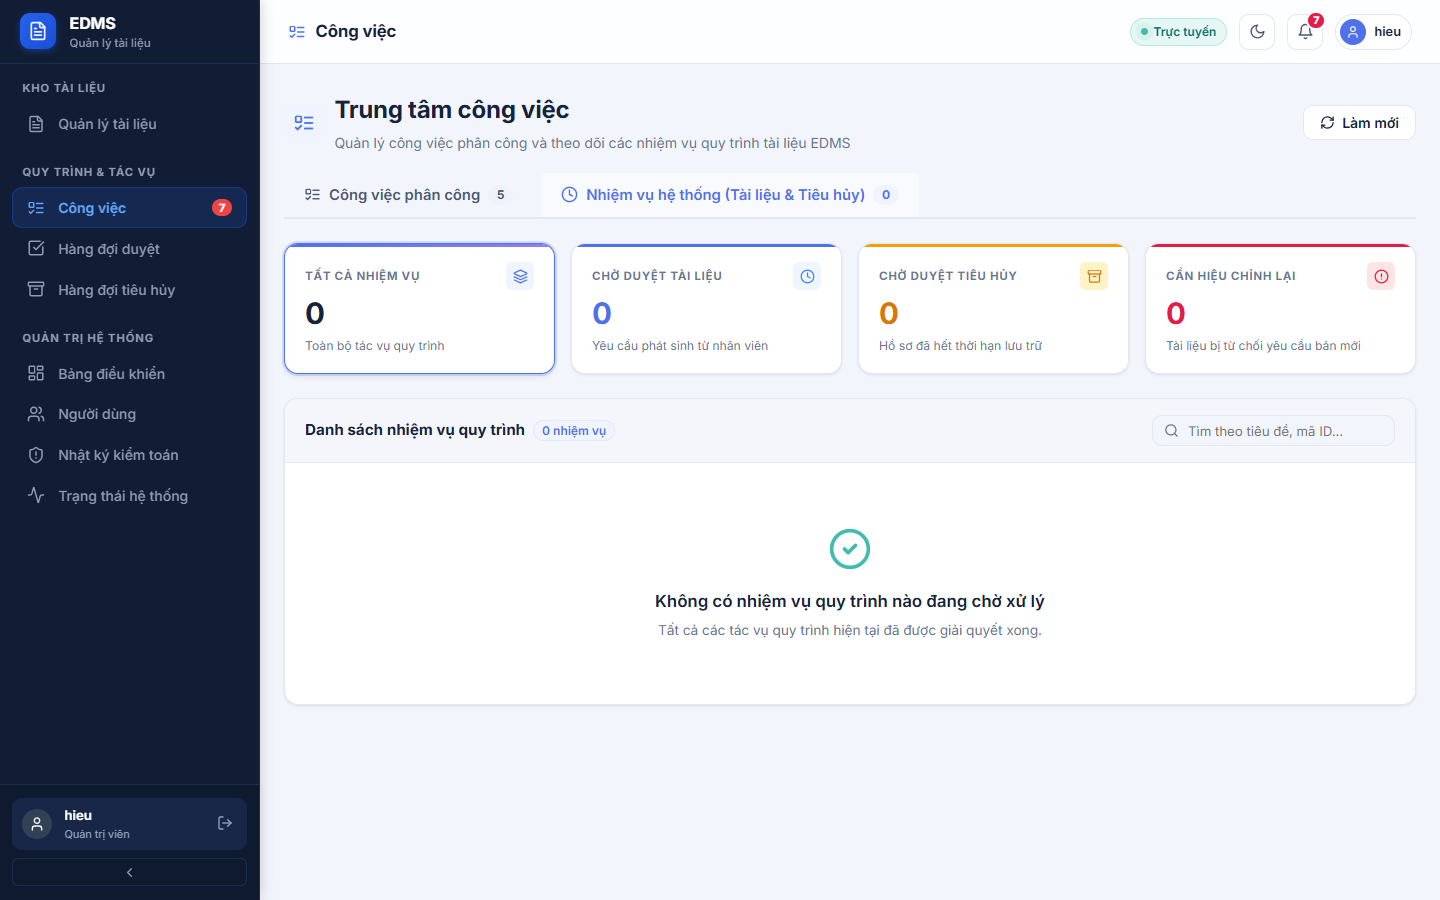 EDMS
Quản lý tài liệu
KHO TÀI LIỆU
Quản lý tài liệu
QUY TRÌNH & TÁC VỤ
Công việc 7
Hàng đợi duyệt
Hàng đợi tiêu hủy
QUẢN TRỊ HỆ THỐNG
Bảng điều khiển
Người dùng
Nhật ký kiểm toán
Trạng thái hệ thống
hieu
Quản trị viên
Công việc
Trực tuyến
7
hieu
Trung tâm công việc
Quản lý công việc phân công và theo dõi các nhiệm vụ quy trình tài liệu EDMS
Làm mới
Công việc phân công 5
Nhiệm vụ hệ thống (Tài liệu & Tiêu hủy) 0
TẤT CẢ NHIỆM VỤ
0
Toàn bộ tác vụ quy trình
CHỜ DUYỆT TÀI LIỆU
0
Yêu cầu phát sinh từ nhân viên
CHỜ DUYỆT TIÊU HỦY
0
Hồ sơ đã hết thời hạn lưu trữ
CẦN HIỆU CHỈNH LẠI
0
Tài liệu bị từ chối yêu cầu bản mới
Danh sách nhiệm vụ quy trình 0 nhiệm vụ
Tìm theo tiêu đề, mã ID...
Không có nhiệm vụ quy trình nào đang chờ xử lý
Tất cả các tác vụ quy trình hiện tại đã được giải quyết xong.